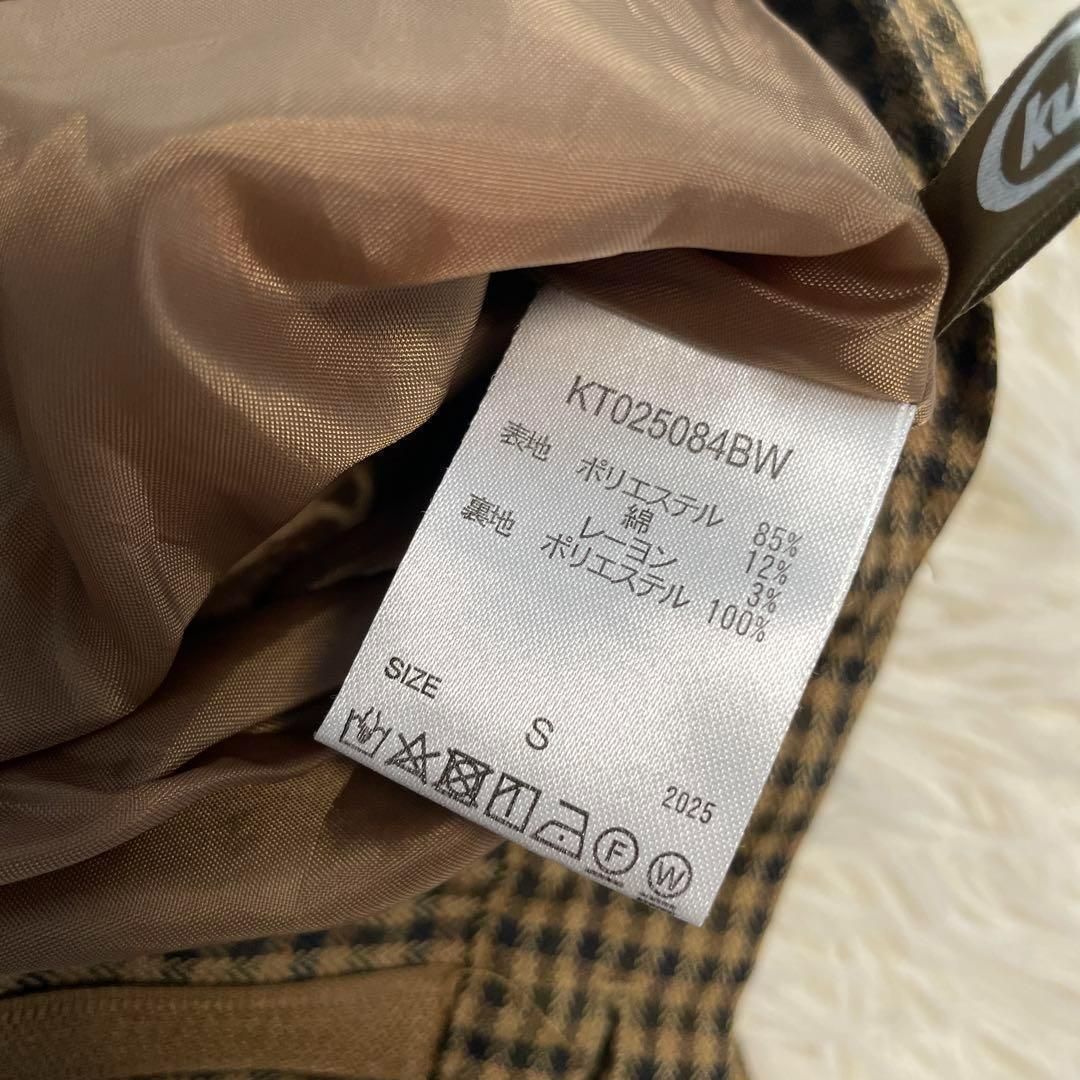 KT025084BW
表地 ポリエステル 85%
綿 12%
レーヨン 3%
裏地 ポリエステル 100%
SIZE
S
2025
F
W